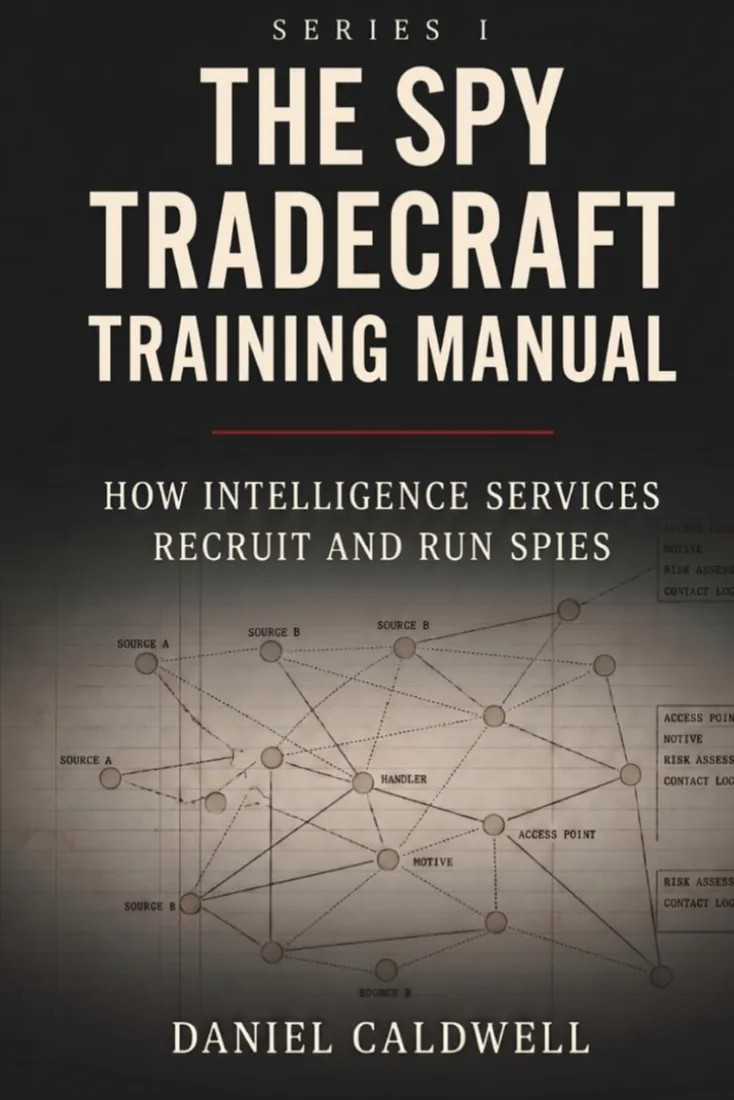 SERIES I
THE SPY
TRADECRAFT
TRAINING MANUAL
HOW INTELLIGENCE SERVICES
RECRUIT AND RUN SPIES
NOTIVE
RISK ASSESS
CONTACT LOG
SOURCE A
SOURCE B
SOURCE B
ACCESS POIN
NOTIVE
RISK ASSESS
CONTACT LOG
SOURCE A
HANDLER
ACCESS POINT
MOTIVE
RISK ASSESS
CONTACT LOG
SOURCE B
SOURCE B
DANIEL CALDWELL